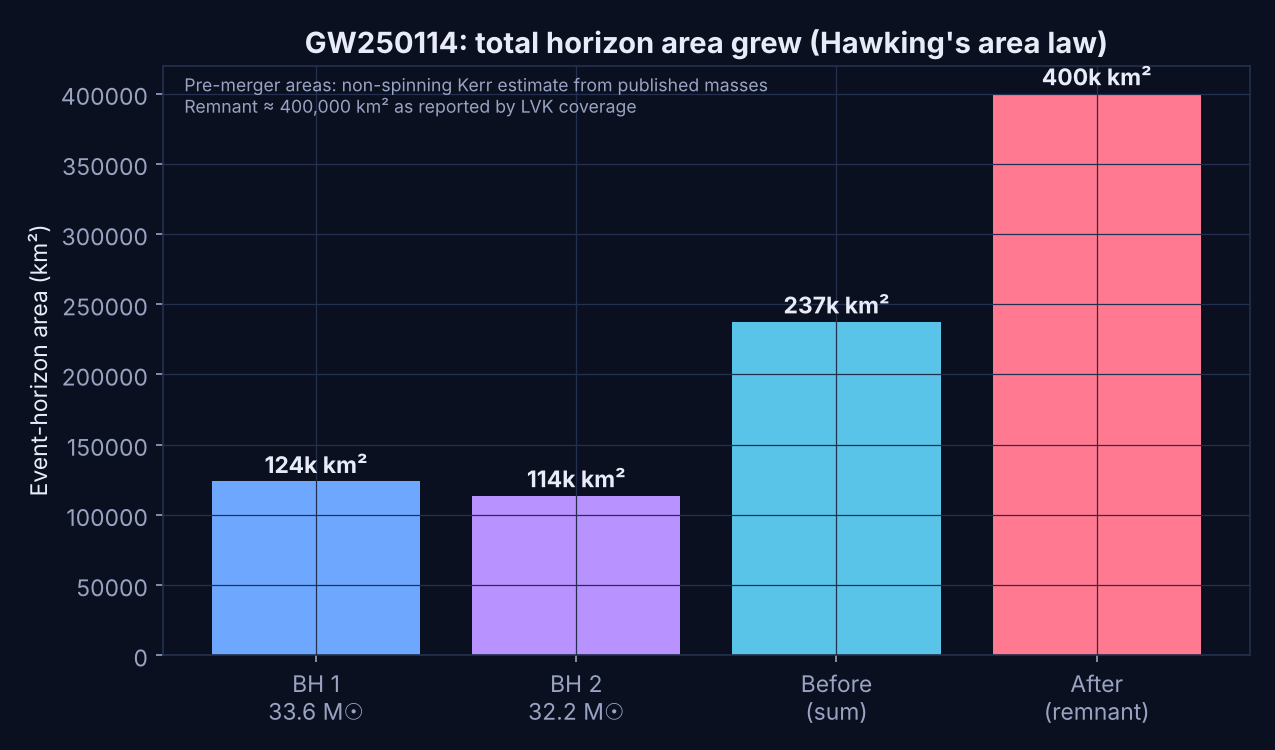 GW250114: total horizon area grew (Hawking's area law)
Pre-merger areas: non-spinning Kerr estimate from published masses
Remnant ≈ 400,000 km² as reported by LVK coverage
Event-horizon area (km²)
400000
350000
300000
250000
200000
150000
100000
50000
0
124k km²
114k km²
237k km²
400k km²
BH 1
33.6 M☉
BH 2
32.2 M☉
Before
(sum)
After
(remnant)